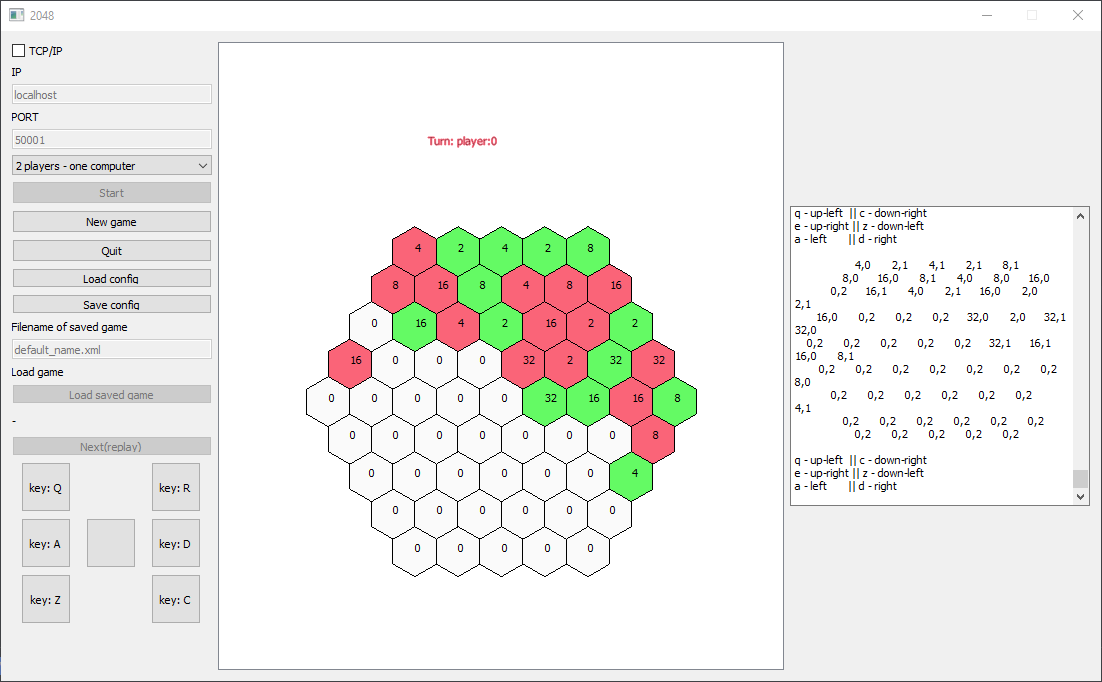 2048
TCP/IP
IP
localhost
PORT
50001
2 players - one computer
Start
New game
Quit
Load config
Save config
Filename of saved game
default_name.xml
Load game
Load saved game
-
Next(replay)
key: Q
key: R
key: A
key: D
key: Z
key: C
Turn: player:0
4 2 4 2 8
8 16 8 4 8 16
0 16 4 2 16 2 2
16 0 0 0 32 2 32 32
0 0 0 0 0 32 16 16 8
0 0 0 0 0 0 0 8
0 0 0 0 0 0 4
0 0 0 0 0 0
0 0 0 0 0
q - up-left || c - down-right
e - up-right || z - down-left
a - left || d - right
4,0 2,1 4,1 2,1 8,1
8,0 16,0 8,1 4,0 8,0 16,0
0,2 16,1 4,0 2,1 16,0 2,0
2,1
16,0 0,2 0,2 0,2 32,0 2,0 32,1
32,0
0,2 0,2 0,2 0,2 0,2 32,1 16,1
16,0 8,1
0,2 0,2 0,2 0,2 0,2 0,2 0,2
8,0
0,2 0,2 0,2 0,2 0,2 0,2
4,1
0,2 0,2 0,2 0,2 0,2 0,2
0,2 0,2 0,2 0,2 0,2
q - up-left || c - down-right
e - up-right || z - down-left
a - left || d - right